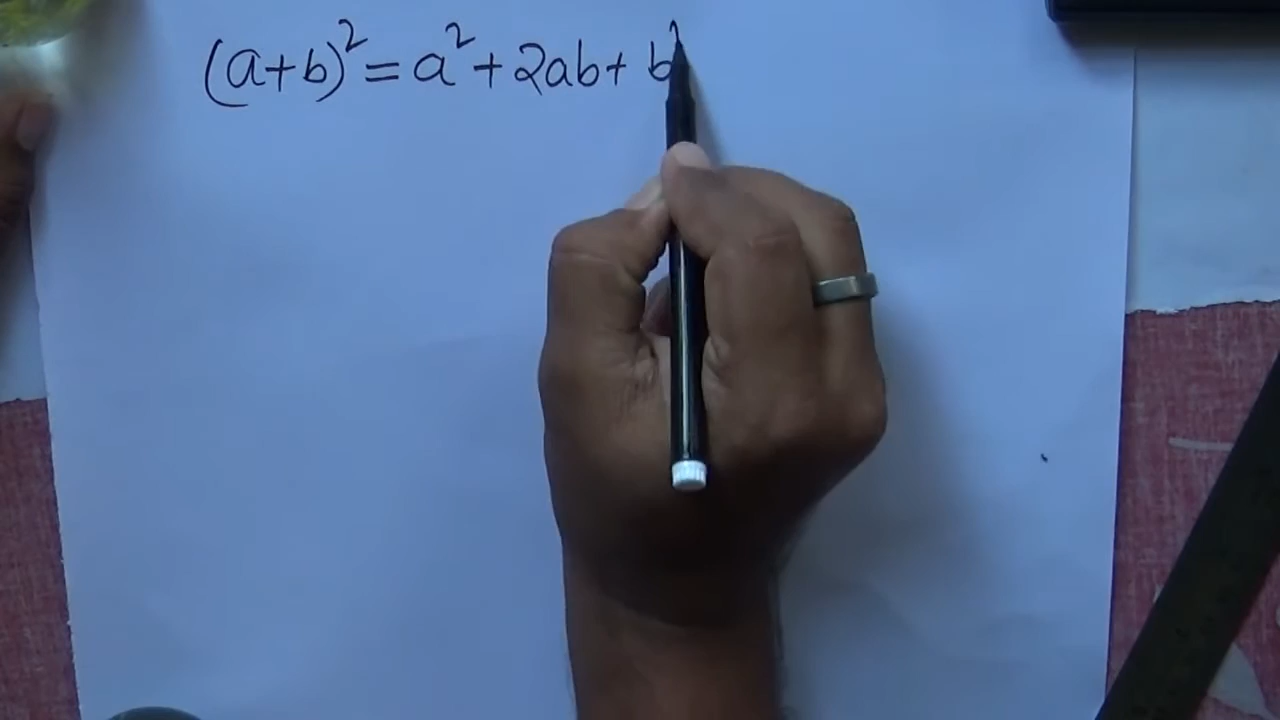 (a+b)² = a² + 2ab + b²